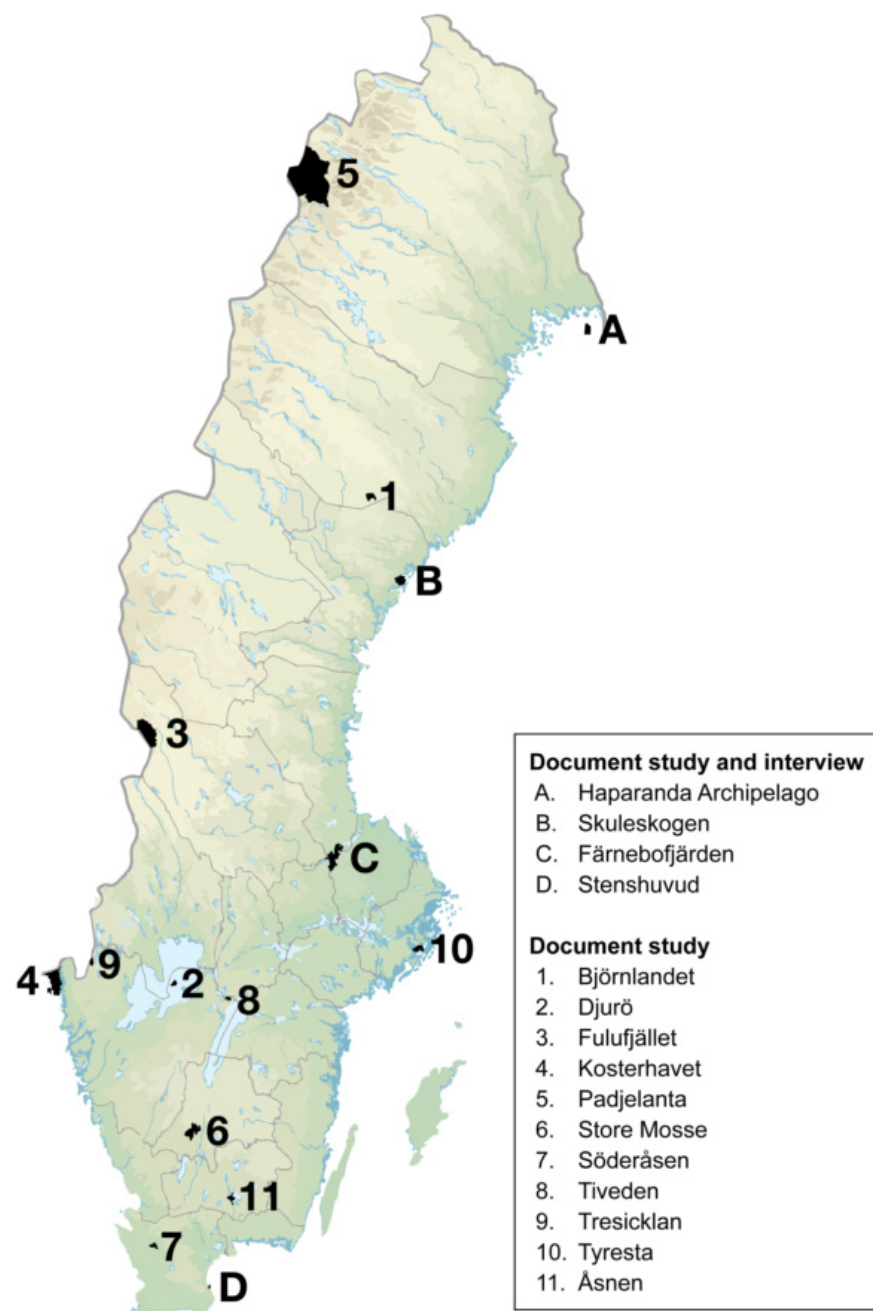 5
A
1
B
3
C
10
9
4
2
8
6
11
7
D
Document study and interview
A. Haparanda Archipelago
B. Skuleskogen
C. Färnebofjärden
D. Stenshuvud
Document study
1. Björnlandet
2. Djurö
3. Fulufjället
4. Kosterhavet
5. Padjelanta
6. Store Mosse
7. Söderåsen
8. Tiveden
9. Tresicklan
10. Tyresta
11. Åsnen